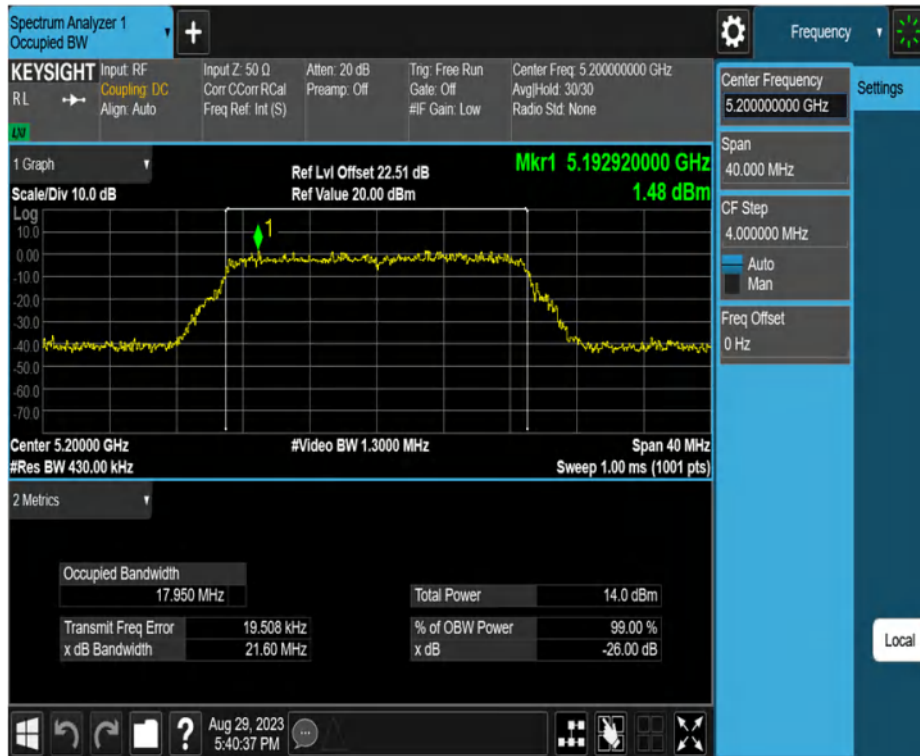 Spectrum Analyzer 1
Occupied BW
+
Frequency
KEYSIGHT
RL
LXI
Input: RF
Coupling: DC
Align: Auto
Input Z: 50 Ω
Corr CCorr RCal
Freq Ref: Int (S)
Atten: 20 dB
Preamp: Off
Trig: Free Run
Gate: Off
#IF Gain: Low
Center Freq: 5.200000000 GHz
Avg|Hold: 30/30
Radio Std: None
Center Frequency
5.200000000 GHz
Settings
Span
40.000 MHz
CF Step
4.000000 MHz
Auto
Man
Freq Offset
0 Hz
Local
1 Graph
Scale/Div 10.0 dB
Ref Lvl Offset 22.51 dB
Ref Value 20.00 dBm
Mkr1 5.192920000 GHz
1.48 dBm
Log
10.0
0.00
-10.0
-20.0
-30.0
-40.0
-50.0
-60.0
-70.0
1
Center 5.20000 GHz
#Video BW 1.3000 MHz
Span 40 MHz
#Res BW 430.00 kHz
Sweep 1.00 ms (1001 pts)
2 Metrics
Occupied Bandwidth
17.950 MHz
Total Power 14.0 dBm
Transmit Freq Error 19.508 kHz
% of OBW Power 99.00 %
x dB Bandwidth 21.60 MHz
x dB -26.00 dB
?
Aug 29, 2023
5:40:37 PM